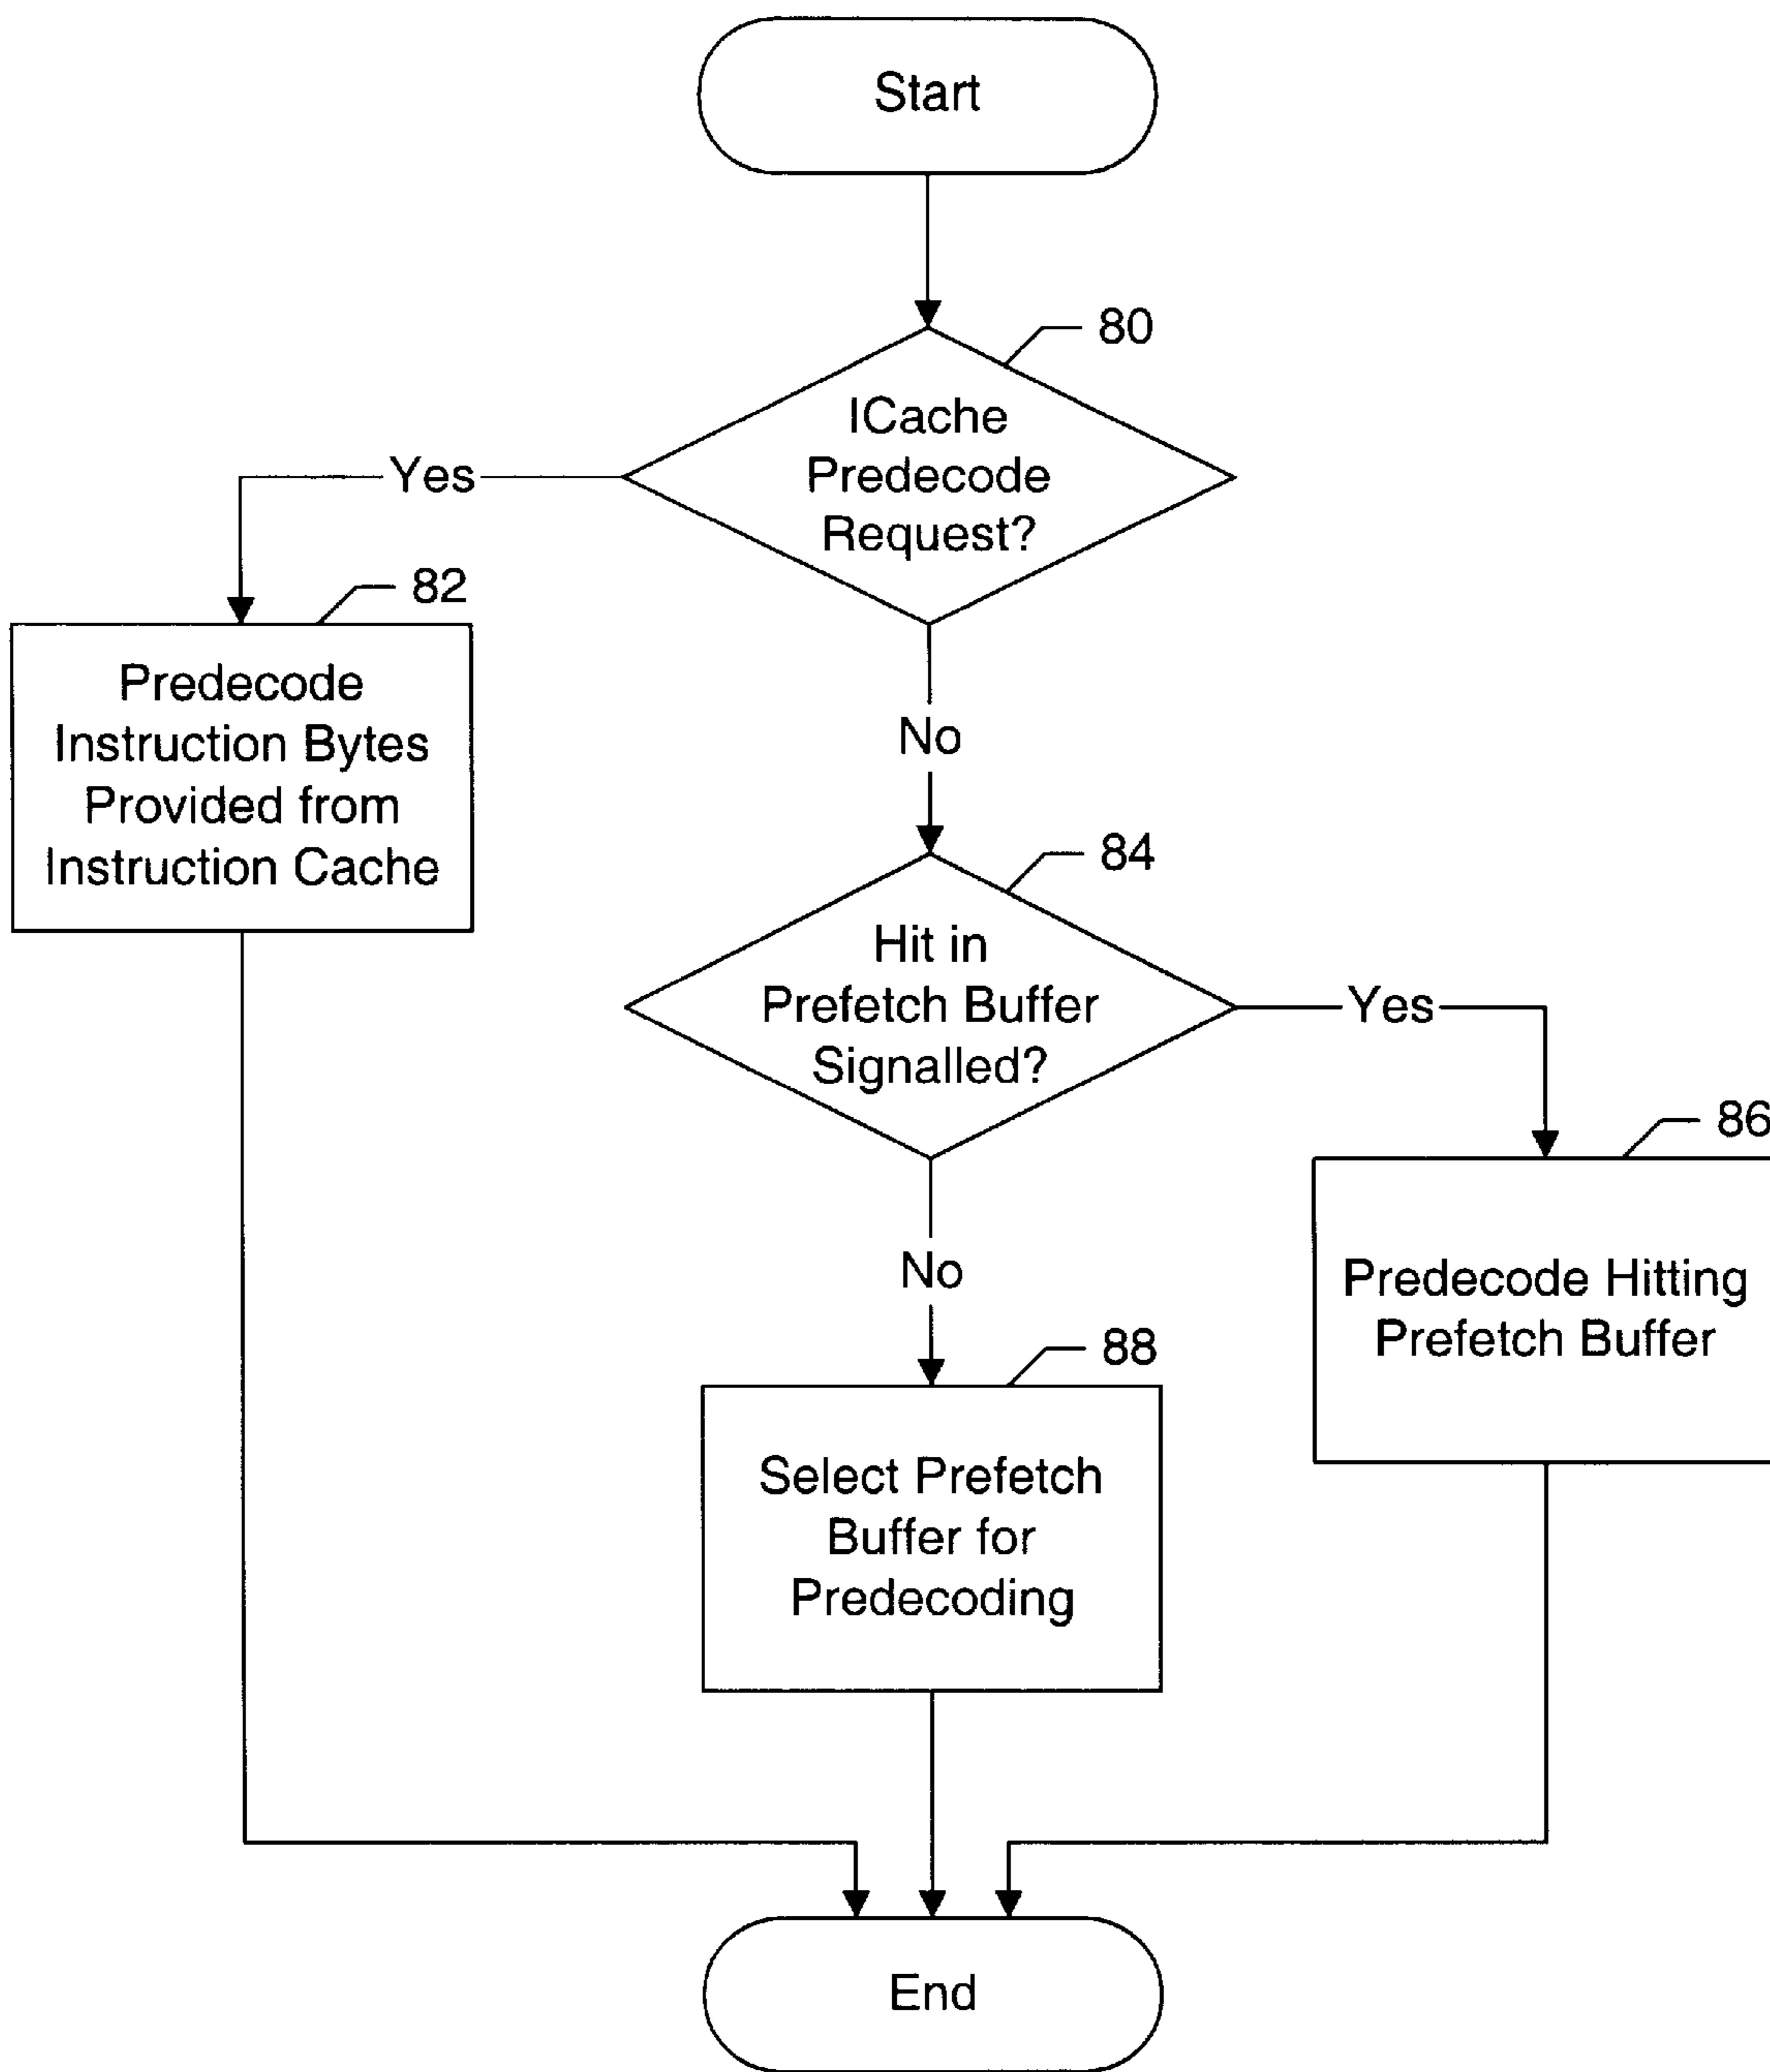 Start
80
ICache
Predecode
Request?
Yes
82
Predecode
Instruction Bytes
Provided from
Instruction Cache
No
84
Hit in
Prefetch Buffer
Signalled?
Yes
86
Predecode Hitting
Prefetch Buffer
No
88
Select Prefetch
Buffer for
Predecoding
End